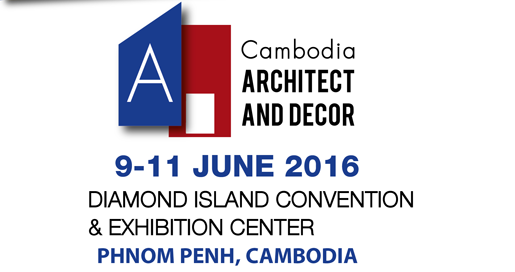 A
Cambodia
ARCHITECT
AND DECOR
9-11 JUNE 2016
DIAMOND ISLAND CONVENTION
& EXHIBITION CENTER
PHNOM PENH, CAMBODIA